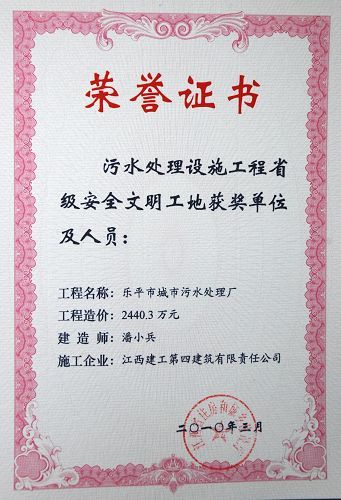 荣誉证书
污水处理设施工程省
级安全文明工地获奖单位
及人员：
工程名称：乐平市城市污水处理厂
工程造价：2440.3 万元
建造师：潘小兵
施工企业：江西建工第四建筑有限责任公司
二〇一〇年三月